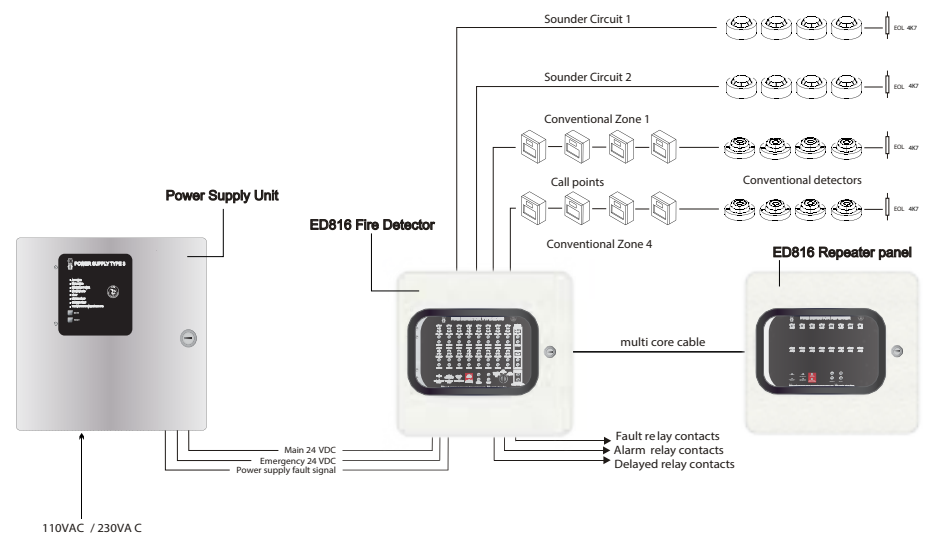 Sounder Circuit 1
EOL 4K7
Sounder Circuit 2
EOL 4K7
Conventional Zone 1
EOL 4K7
Call points
Conventional detectors
Power Supply Unit
EOL 4K7
ED816 Fire Detector
Conventional Zone 4
ED816 Repeater panel
POWER SUPPLY TYPE 3
multi core cable
Fault relay contacts
Main 24 VDC
Alarm relay contacts
Emergency 24 VDC
Delayed relay contacts
Power supply fault signal
110VAC / 230VA C